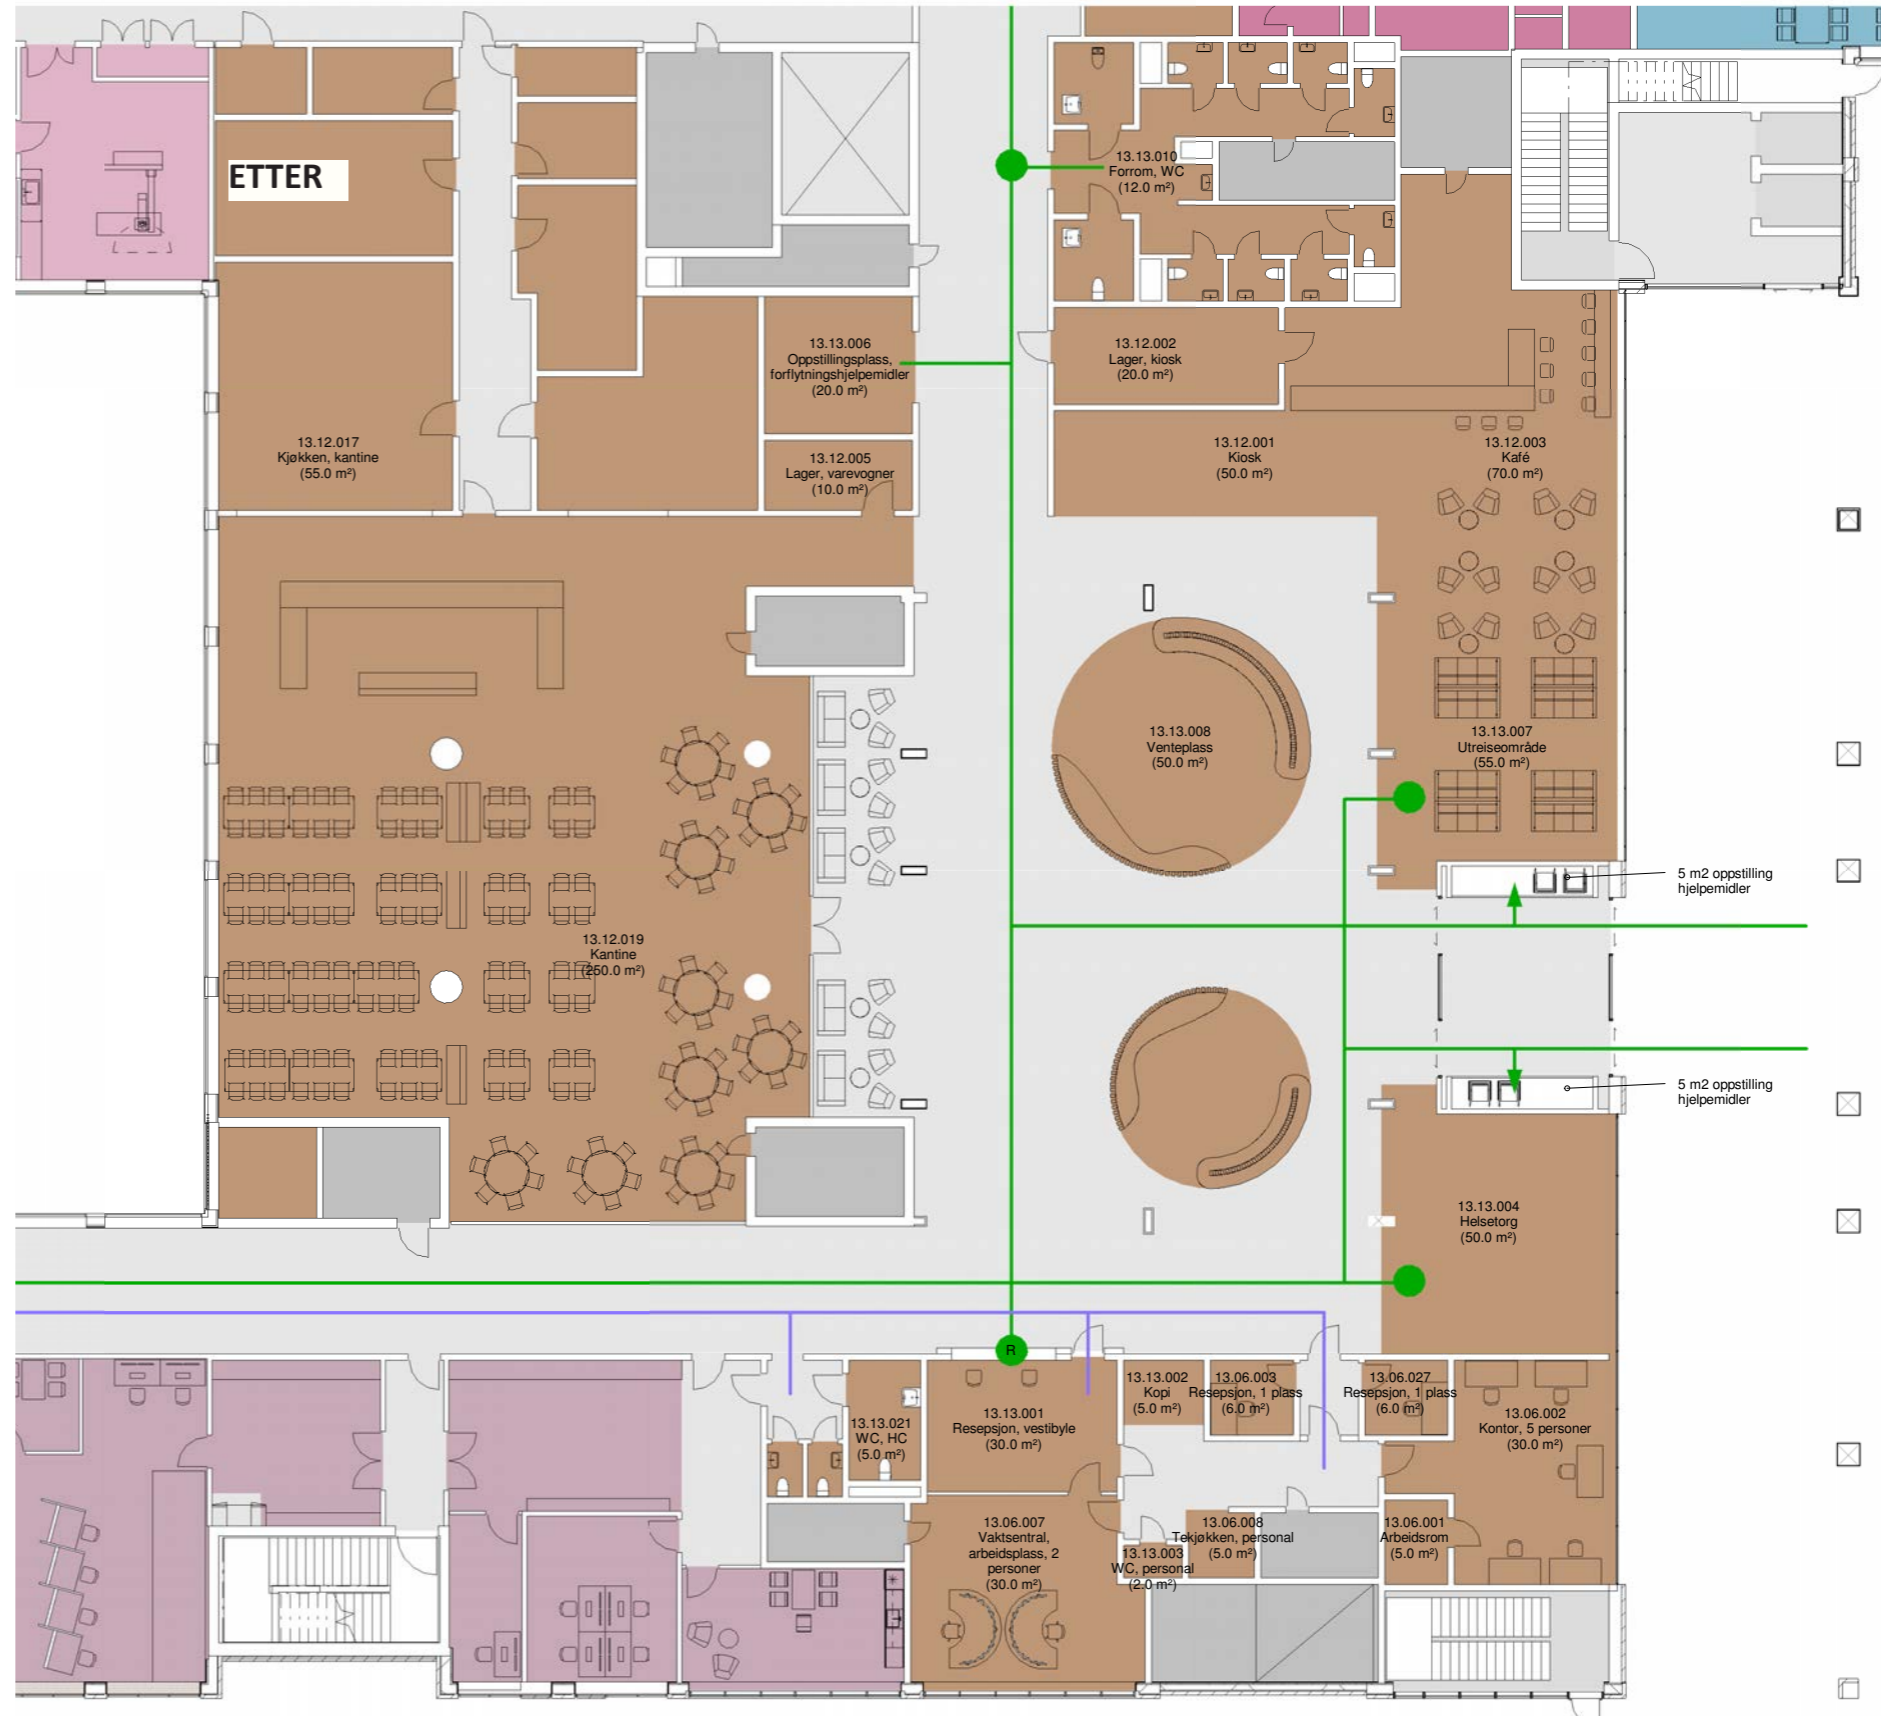 ETTER
13.13.010
Forrom, WC
(12.0 m²)
13.13.006
Oppstillingsplass,
forflytningshjelpemidler
(20.0 m²)
13.12.002
Lager, kiosk
(20.0 m²)
13.12.017
Kjøkken, kantine
(55.0 m²)
13.12.005
Lager, varevogner
(10.0 m²)
13.12.001
Kiosk
(50.0 m²)
13.12.003
Kafé
(70.0 m²)
13.13.008
Venteplass
(50.0 m²)
13.13.007
Utreiseområde
(55.0 m²)
5 m2 oppstilling
hjelpemidler
13.12.019
Kantine
(250.0 m²)
5 m2 oppstilling
hjelpemidler
13.13.004
Helsetorg
(50.0 m²)
R
13.13.021
WC, HC
(5.0 m²)
13.13.001
Resepsjon, vestibyle
(30.0 m²)
13.13.002
Kopi
(5.0 m²)
13.06.003
Resepsjon, 1 plass
(6.0 m²)
13.06.027
Resepsjon, 1 plass
(6.0 m²)
13.06.002
Kontor, 5 personer
(30.0 m²)
13.06.007
Vaktsentral,
arbeidsplass, 2
personer
(30.0 m²)
13.13.003
WC, personal
(2.0 m²)
13.06.008
Tekjøkken, personal
(5.0 m²)
13.06.001
Arbeidsrom
(5.0 m²)